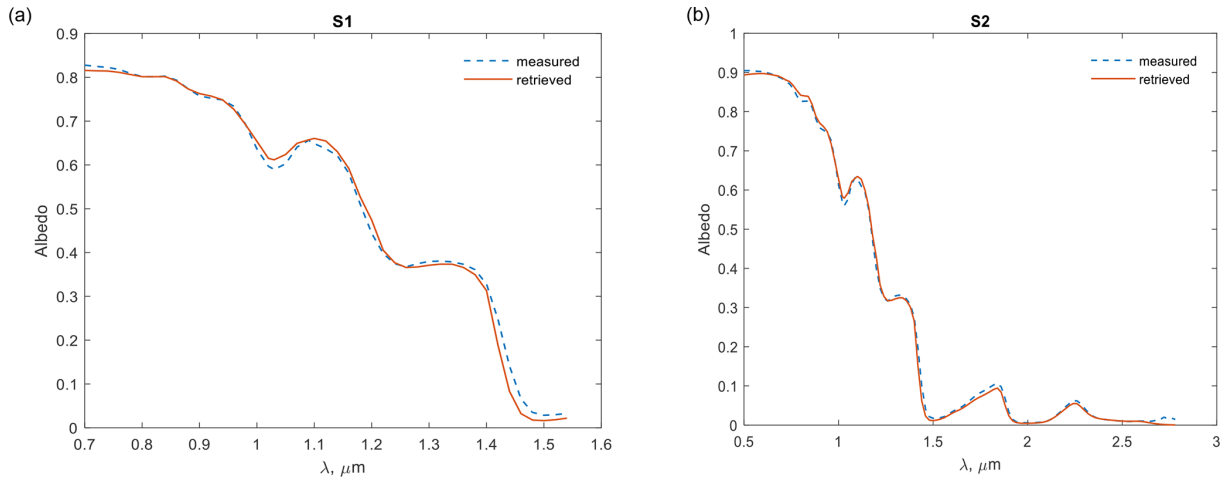 (a)
S1
0.9
0.8
0.7
0.6
0.5
0.4
0.3
0.2
0.1
0
Albedo
measured
retrieved
0.7 0.8 0.9 1 1.1 1.2 1.3 1.4 1.5 1.6
λ, μm
(b)
S2
1
0.9
0.8
0.7
0.6
0.5
0.4
0.3
0.2
0.1
0
Albedo
measured
retrieved
0.5 1 1.5 2 2.5 3
λ, μm